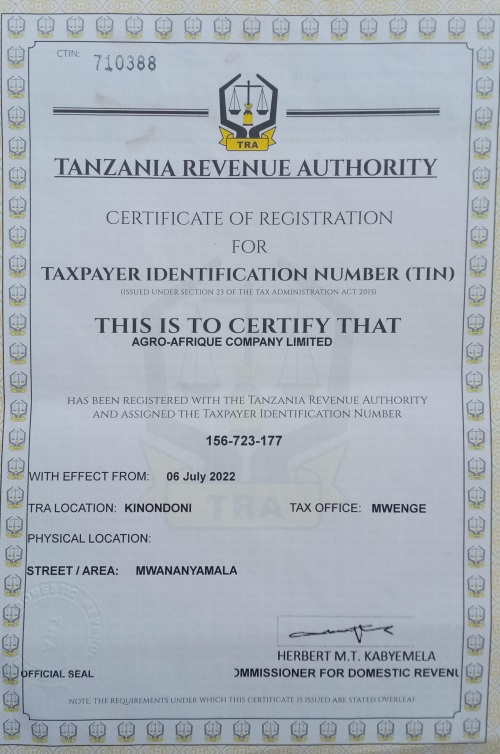 CTIN: 710388
TRA
TANZANIA REVENUE AUTHORITY
CERTIFICATE OF REGISTRATION
FOR
TAXPAYER IDENTIFICATION NUMBER (TIN)
(ISSUED UNDER SECTION 23 OF THE TAX ADMINISTRATION ACT 2015)
THIS IS TO CERTIFY THAT
AGRO-AFRIQUE COMPANY LIMITED
HAS BEEN REGISTERED WITH THE TANZANIA REVENUE AUTHORITY
AND ASSIGNED THE TAXPAYER IDENTIFICATION NUMBER
156-723-177
WITH EFFECT FROM: 06 July 2022
TRA
TRA LOCATION: KINONDONI TAX OFFICE: MWENGE
PHYSICAL LOCATION:
STREET / AREA: MWANANYAMALA
HERBERT M.T. KABYEMELA
OFFICIAL SEAL OMMISSIONER FOR DOMESTIC REVENU
NOTE: THE REQUIREMENTS UNDER WHICH THIS CERTIFICATE IS ISSUED ARE STATED OVERLEAF